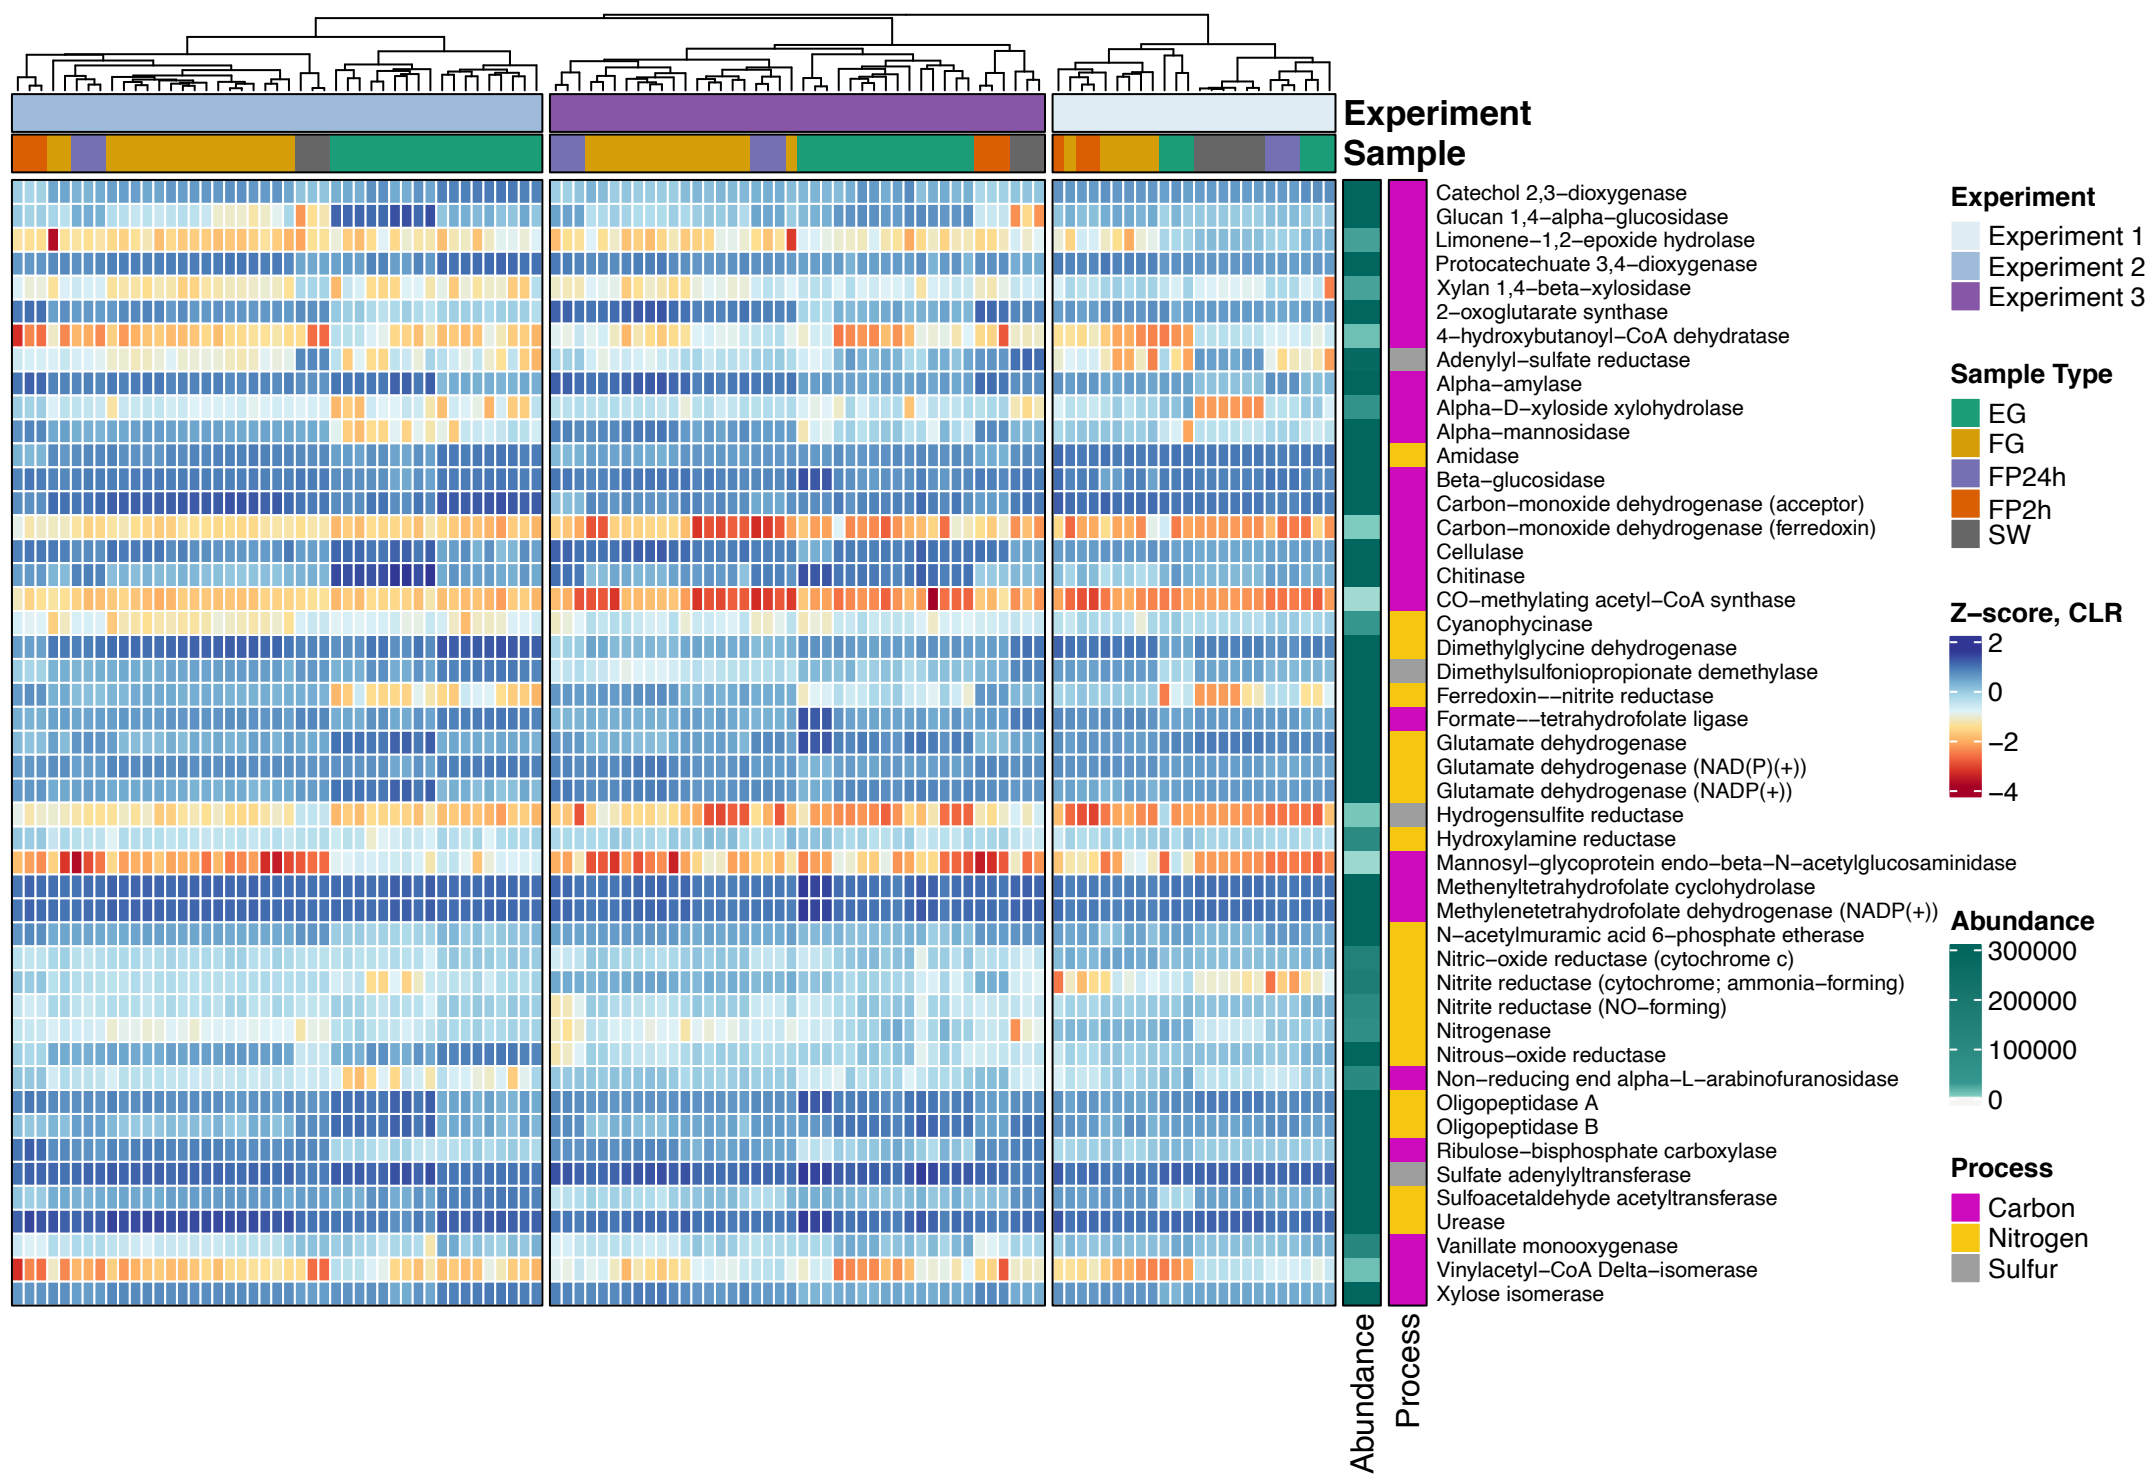 Experiment
Sample
Catechol 2,3−dioxygenase
Glucan 1,4−alpha−glucosidase
Limonene−1,2−epoxide hydrolase
Protocatechuate 3,4−dioxygenase
Xylan 1,4−beta−xylosidase
2−oxoglutarate synthase
4−hydroxybutanoyl−CoA dehydratase
Adenylyl−sulfate reductase
Alpha−amylase
Alpha−D−xyloside xylohydrolase
Alpha−mannosidase
Amidase
Beta−glucosidase
Carbon−monoxide dehydrogenase (acceptor)
Carbon−monoxide dehydrogenase (ferredoxin)
Cellulase
Chitinase
CO−methylating acetyl−CoA synthase
Cyanophycinase
Dimethylglycine dehydrogenase
Dimethylsulfoniopropionate demethylase
Ferredoxin−−nitrite reductase
Formate−−tetrahydrofolate ligase
Glutamate dehydrogenase
Glutamate dehydrogenase (NAD(P)(+))
Glutamate dehydrogenase (NADP(+))
Hydrogensulfite reductase
Hydroxylamine reductase
Mannosyl−glycoprotein endo−beta−N−acetylglucosaminidase
Methenyltetrahydrofolate cyclohydrolase
Methylenetetrahydrofolate dehydrogenase (NADP(+))
N−acetylmuramic acid 6−phosphate etherase
Nitric−oxide reductase (cytochrome c)
Nitrite reductase (cytochrome; ammonia−forming)
Nitrite reductase (NO−forming)
Nitrogenase
Nitrous−oxide reductase
Non−reducing end alpha−L−arabinofuranosidase
Oligopeptidase A
Oligopeptidase B
Ribulose−bisphosphate carboxylase
Sulfate adenylyltransferase
Sulfoacetaldehyde acetyltransferase
Urease
Vanillate monooxygenase
Vinylacetyl−CoA Delta−isomerase
Xylose isomerase
Abundance
Process
Experiment
Experiment 1
Experiment 2
Experiment 3
Sample Type
EG
FG
FP24h
FP2h
SW
Z−score, CLR
2
0
−2
−4
Abundance
300000
200000
100000
0
Process
Carbon
Nitrogen
Sulfur